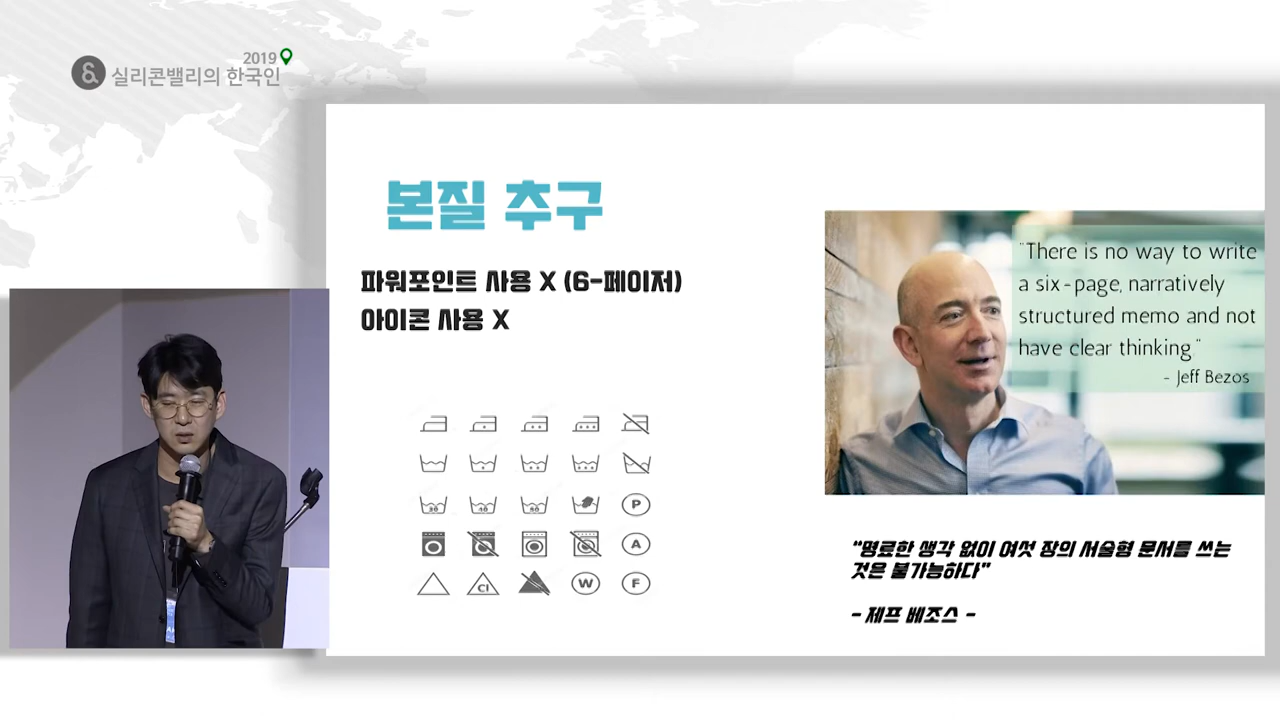 2019
& 실리콘밸리의 한국인
본질 추구
파워포인트 사용 X (6-페이저)
아이콘 사용 X
"There is no way to write
a six-page, narratively
structured memo and not
have clear thinking."
- Jeff Bezos
30 40 50 P
A
CI W F
"명료한 생각 없이 여섯 장의 서술형 문서를 쓰는
것은 불가능하다"
- 제프 베조스 -